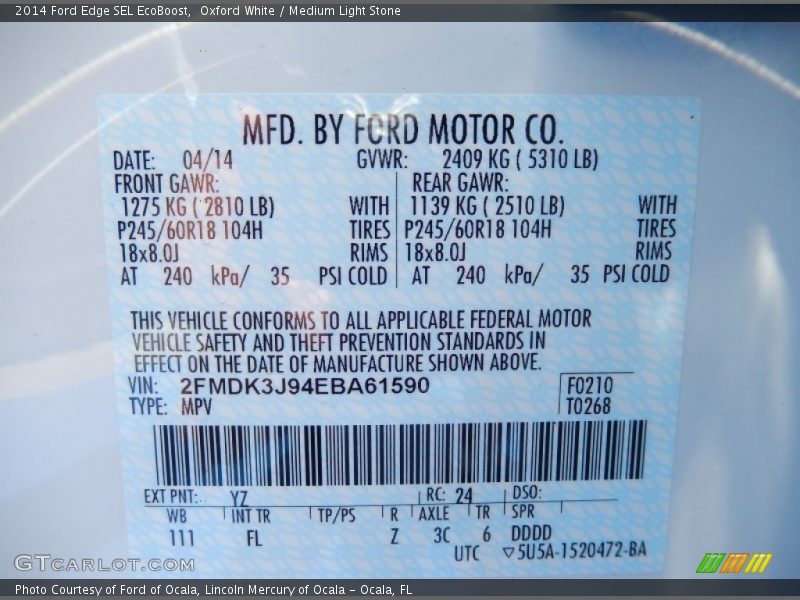 2014 Ford Edge SEL EcoBoost,  Oxford White / Medium Light Stone
MFD. BY FORD MOTOR CO.
DATE: 04/14 GVWR: 2409 KG ( 5310 LB)
FRONT GAWR: REAR GAWR:
1275 KG ( 2810 LB) WITH 1139 KG ( 2510 LB) WITH
P245/60R18 104H TIRES P245/60R18 104H TIRES
18x8.0J RIMS 18x8.0J RIMS
AT 240 kPa/ 35 PSI COLD AT 240 kPa/ 35 PSI COLD
THIS VEHICLE CONFORMS TO ALL APPLICABLE FEDERAL MOTOR
VEHICLE SAFETY AND THEFT PREVENTION STANDARDS IN
EFFECT ON THE DATE OF MANUFACTURE SHOWN ABOVE.
VIN: 2FMDK3J94EBA61590 F0210
TYPE: MPV T0268
EXT PNT: YZ RC: 24 DSO:
WB INT TR TP/PS R AXLE TR SPR
111 FL Z 3C 6 DDDD
UTC ▽5U5A-1520472-BA
GTCARLOT.COM
Photo Courtesy of Ford of Ocala, Lincoln Mercury of Ocala - Ocala, FL